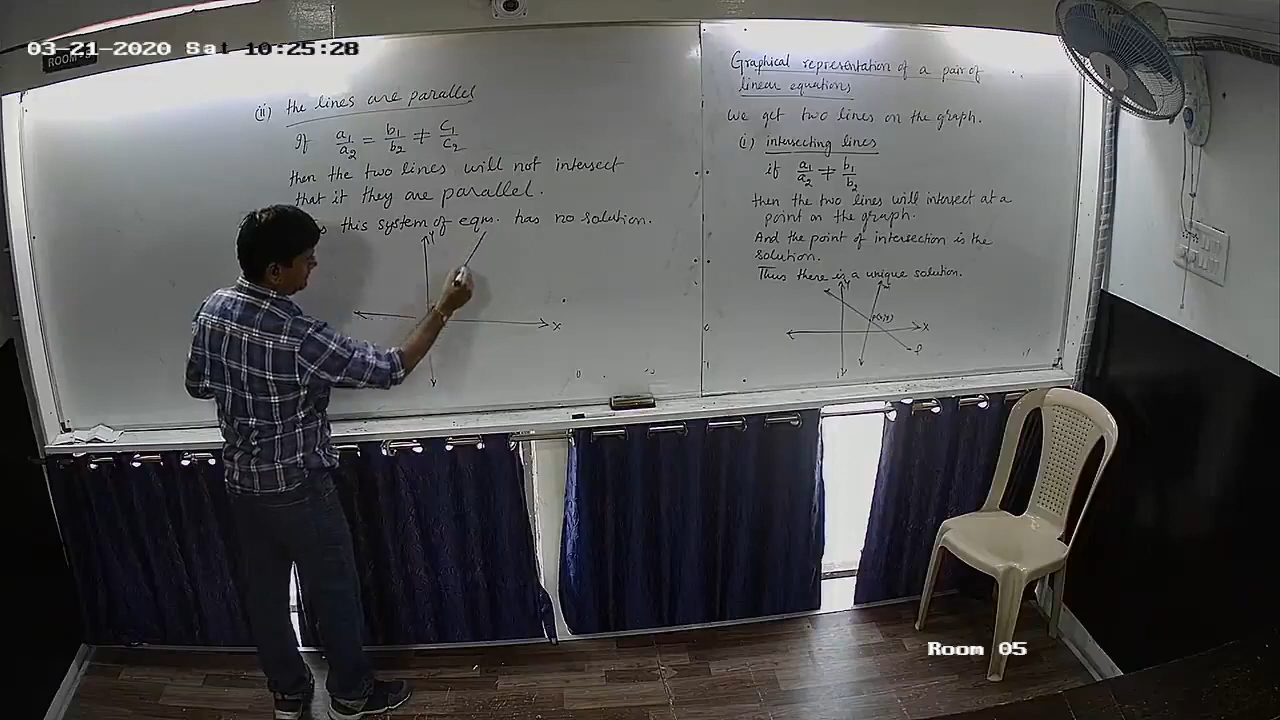 03-21-2020 Sat 10:25:28
Graphical representation of a pair of
linear equations
We get two lines on the graph.
(i) intersecting lines
if a₁/a₂ ≠ b₁/b₂
then the two lines will intersect at a
point on the graph.
And the point of intersection is the
solution.
Thus there is a unique solution.
Y
X
P(x,y)
(ii) the lines are parallel
If a₁/a₂ = b₁/b₂ ≠ c₁/c₂
then the two lines will not intersect
that it they are parallel.
this system of eqns. has no solution.
Y
X
Room 05